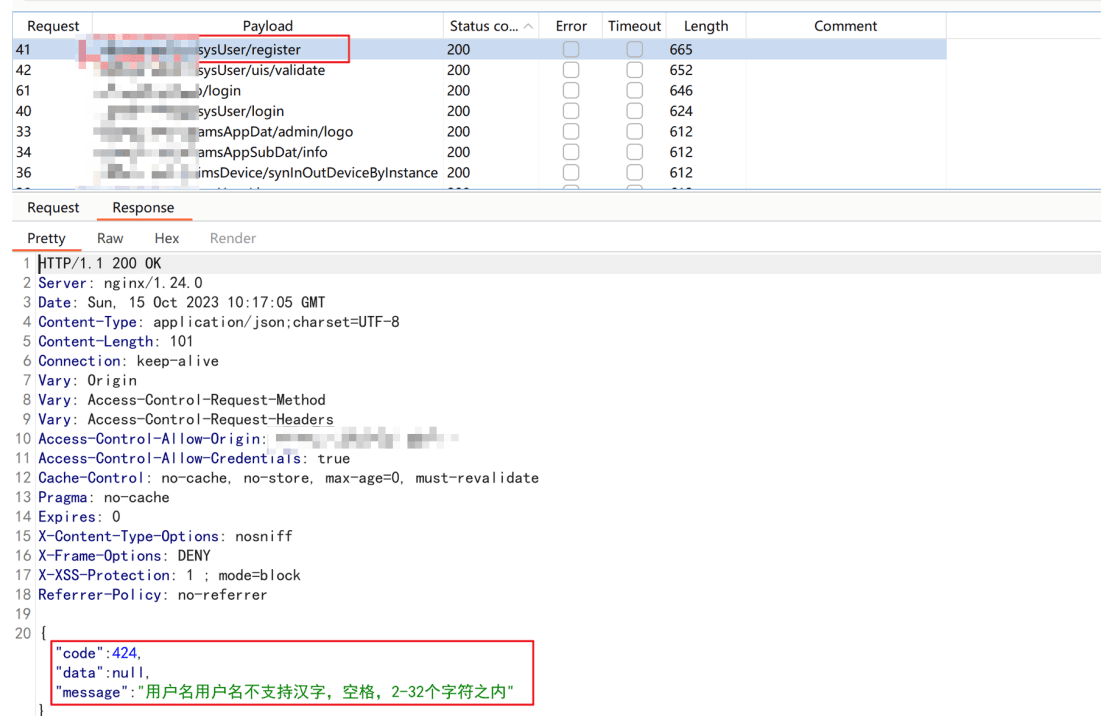 Request Payload Status co... Error Timeout Length Comment
41 sysUser/register 200 665
42 sysUser/uis/validate 200 652
61 /login 200 646
40 sysUser/login 200 624
33 amsAppDat/admin/logo 200 612
34 amsAppSubDat/info 200 612
36 imsDevice/synInOutDeviceByInstance 200 612
Request Response
Pretty Raw Hex Render
1 HTTP/1.1 200 OK
2 Server: nginx/1.24.0
3 Date: Sun, 15 Oct 2023 10:17:05 GMT
4 Content-Type: application/json;charset=UTF-8
5 Content-Length: 101
6 Connection: keep-alive
7 Vary: Origin
8 Vary: Access-Control-Request-Method
9 Vary: Access-Control-Request-Headers
10 Access-Control-Allow-Origin:
11 Access-Control-Allow-Credentials: true
12 Cache-Control: no-cache, no-store, max-age=0, must-revalidate
13 Pragma: no-cache
14 Expires: 0
15 X-Content-Type-Options: nosniff
16 X-Frame-Options: DENY
17 X-XSS-Protection: 1 ; mode=block
18 Referrer-Policy: no-referrer
19
20 {
"code":424,
"data":null,
"message":"用户名用户名不支持汉字，空格，2-32个字符之内"
}